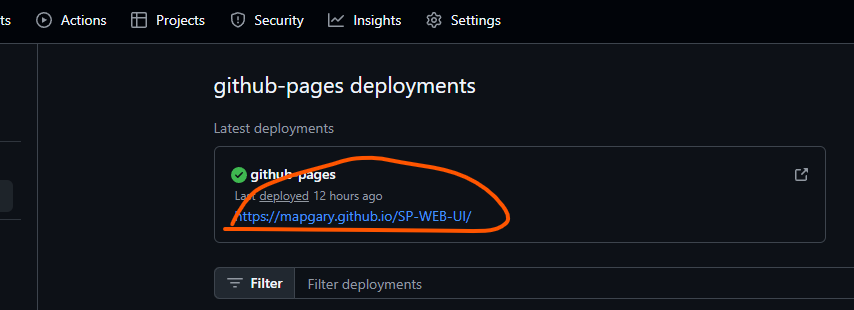 ts Actions Projects Security Insights Settings
github-pages deployments
Latest deployments
github-pages
Last deployed 12 hours ago
https://mapgary.github.io/SP-WEB-UI/
Filter Filter deployments